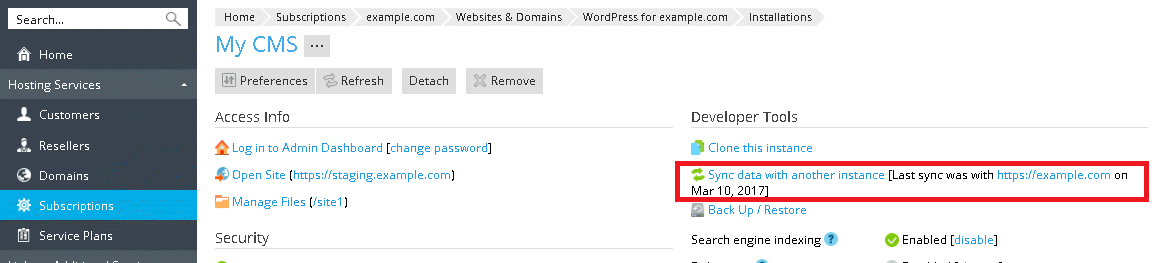 Search...
Home
Hosting Services
Customers
Resellers
Domains
Subscriptions
Service Plans
Home Subscriptions example.com Websites & Domains WordPress for example.com Installations
My CMS ...
Preferences Refresh Detach Remove
Access Info
Log in to Admin Dashboard [change password]
Open Site (https://staging.example.com)
Manage Files (/site1)
Security
Developer Tools
Clone this instance
Sync data with another instance [Last sync was with https://example.com on
Mar 10, 2017]
Back Up / Restore
Search engine indexing ? Enabled [disable]